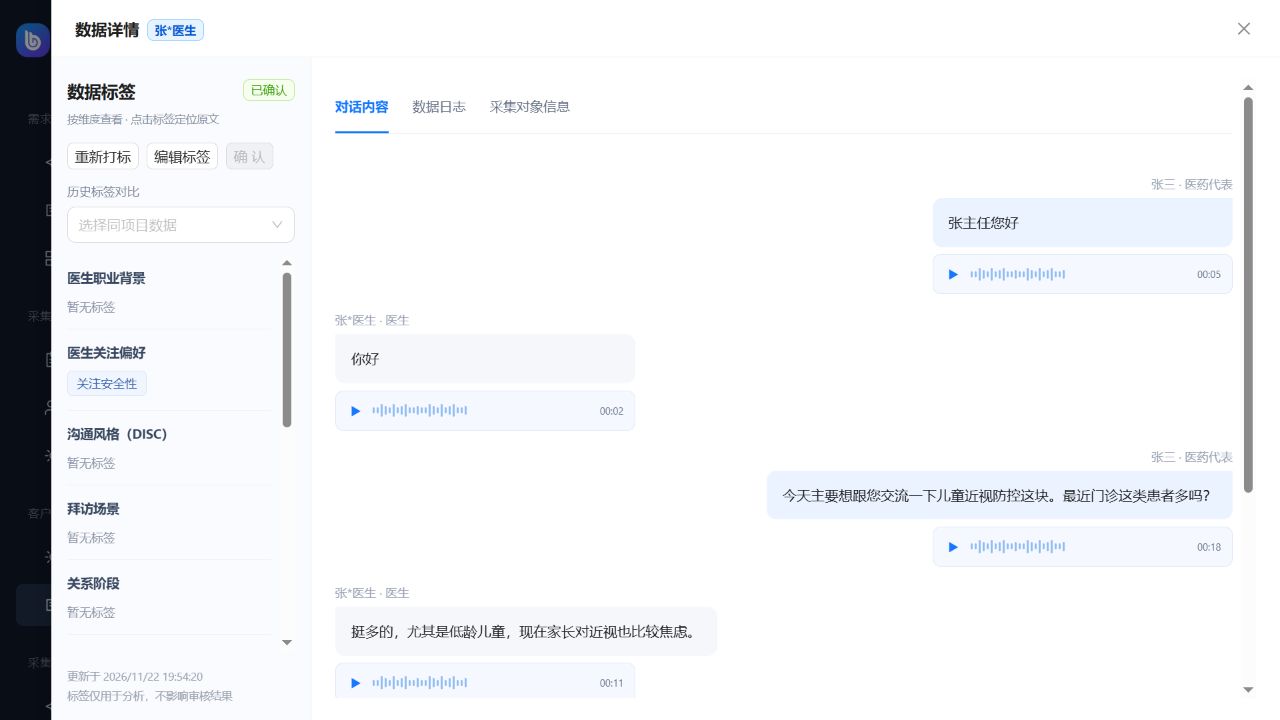 数据详情 张*医生
数据标签 已确认
按维度查看 · 点击标签定位原文
重新打标 编辑标签 确 认
历史标签对比
选择同项目数据
医生职业背景
暂无标签
医生关注偏好
关注安全性
沟通风格（DISC）
暂无标签
拜访场景
暂无标签
关系阶段
暂无标签
更新于 2026/11/22 19:54:20
标签仅用于分析，不影响审核结果
对话内容 数据日志 采集对象信息
张三 · 医药代表
张主任您好
00:05
张*医生 · 医生
你好
00:02
张三 · 医药代表
今天主要想跟您交流一下儿童近视防控这块。最近门诊这类患者多吗？
00:18
张*医生 · 医生
挺多的，尤其是低龄儿童，现在家长对近视也比较焦虑。
00:11
需求
采集
客户
采集